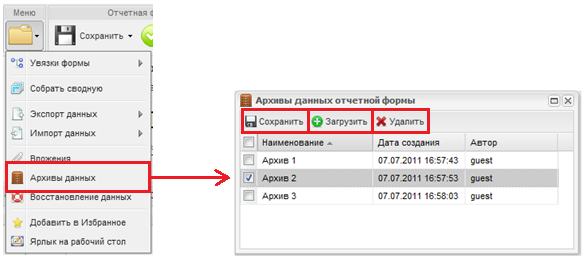 Меню Отчетная ф
Сохранить
Увязки формы
Собрать сводную
Экспорт данных
Импорт данных
Вложения
Архивы данных
Восстановление данных
Добавить в Избранное
Ярлык на рабочий стол
Архивы данных отчетной формы
Сохранить Загрузить Удалить
Наименование Дата создания Автор
Архив 1 07.07.2011 16:57:43 guest
Архив 2 07.07.2011 16:57:53 guest
Архив 3 07.07.2011 16:58:03 guest